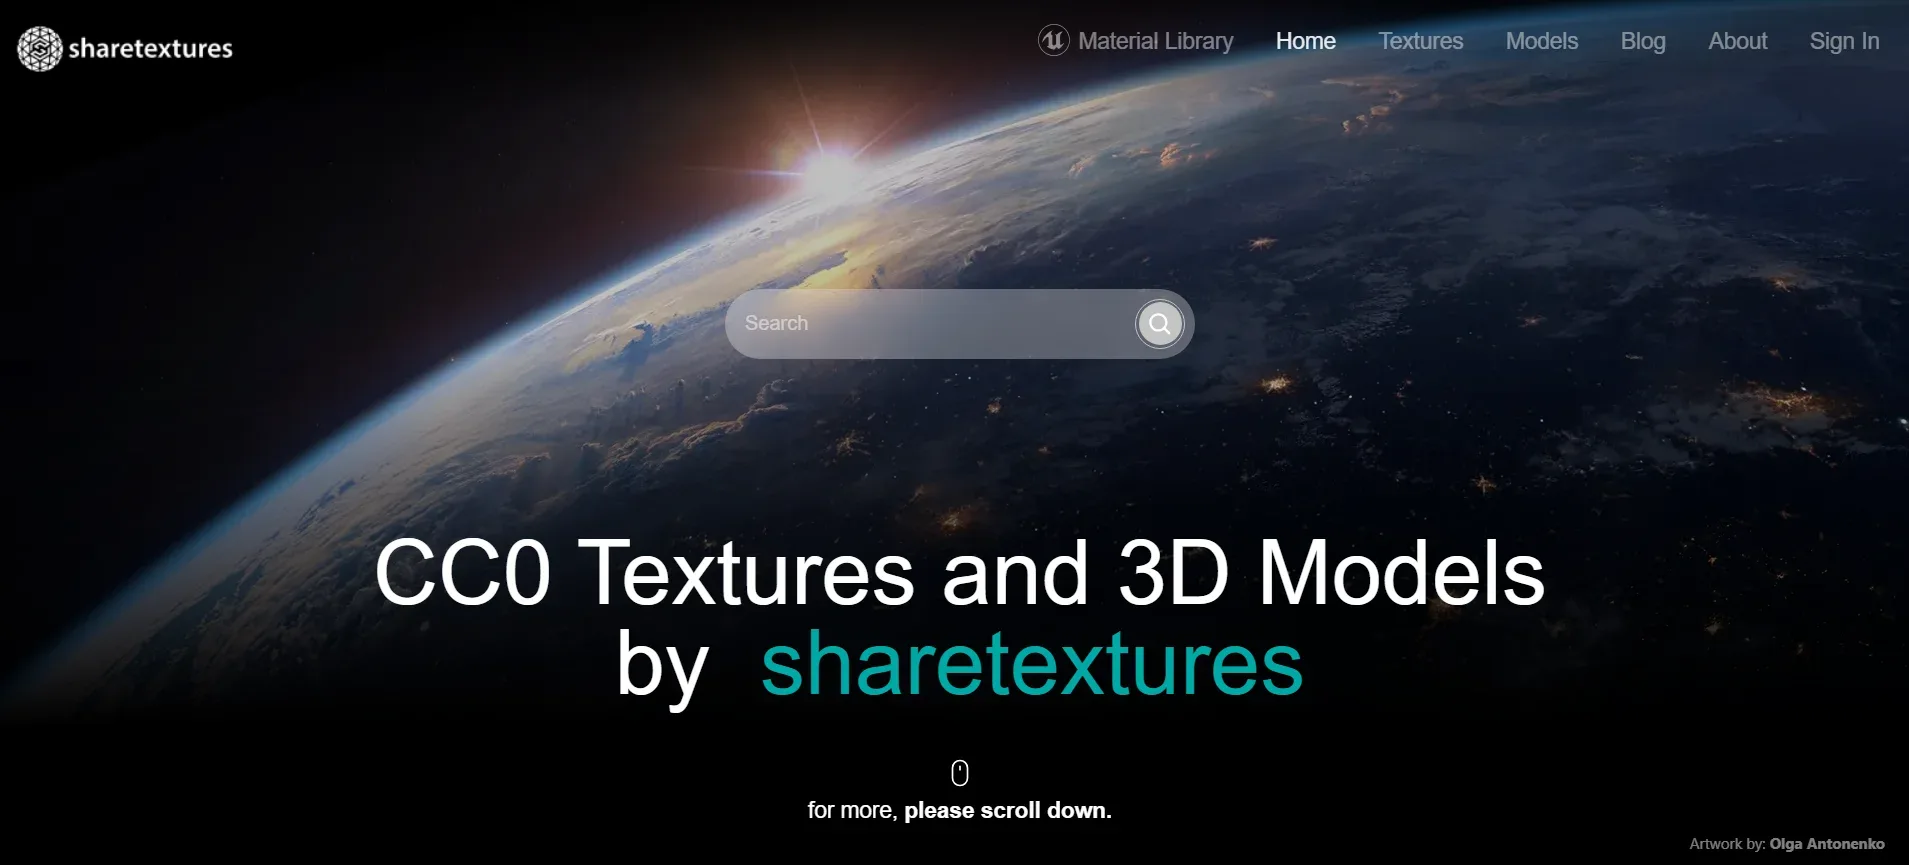 sharetextures
Material Library Home Textures Models Blog About Sign In
Search
CC0 Textures and 3D Models
by sharetextures
for more, please scroll down.
Artwork by: Olga Antonenko